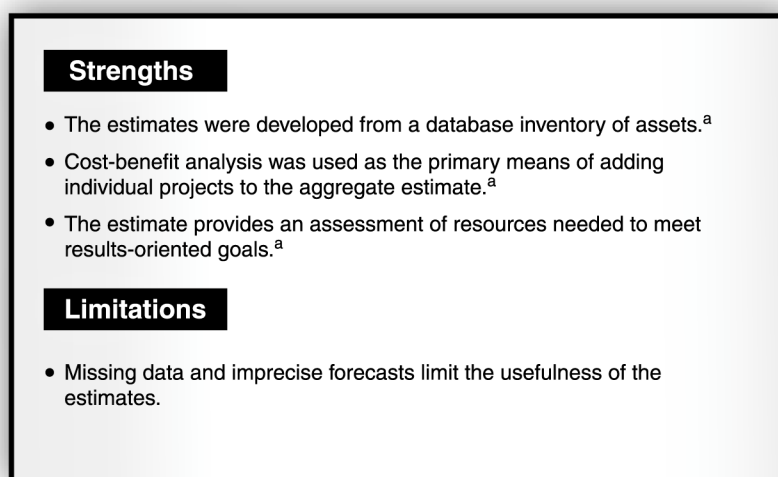 Strengths
• The estimates were developed from a database inventory of assets.a
• Cost-benefit analysis was used as the primary means of adding
individual projects to the aggregate estimate.a
• The estimate provides an assessment of resources needed to meet
results-oriented goals.a
Limitations
• Missing data and imprecise forecasts limit the usefulness of the
estimates.